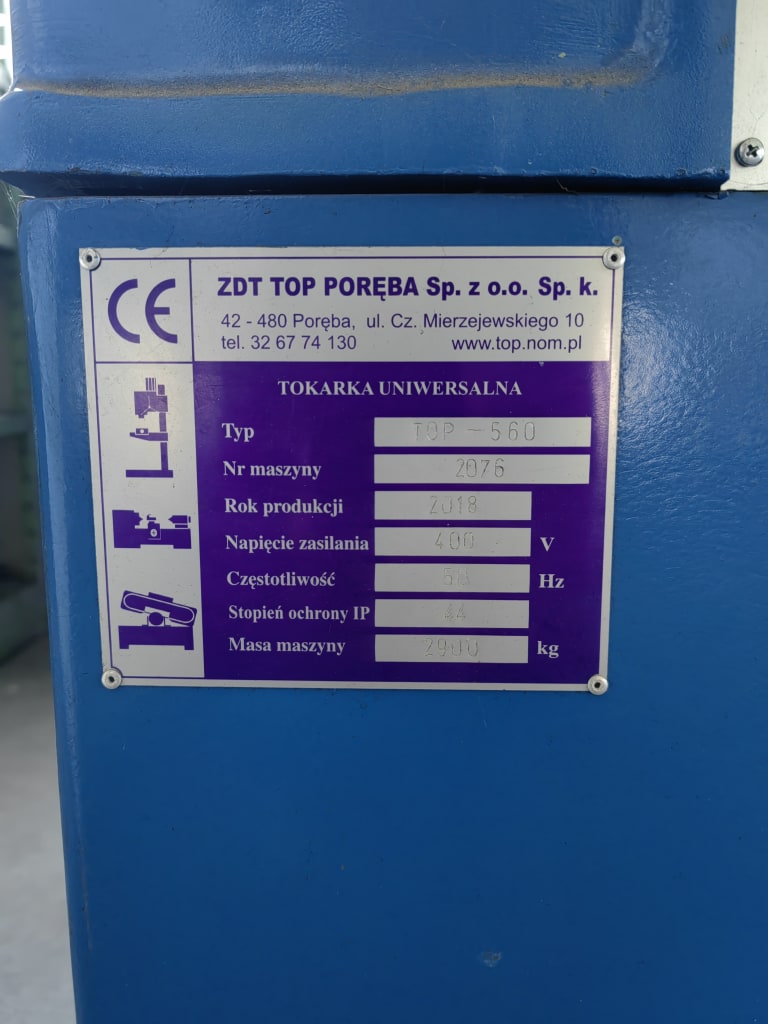 CE
ZDT TOP PORĘBA Sp. z o.o. Sp. k.
42 - 480 Poręba, ul. Cz. Mierzejewskiego 10
tel. 32 67 74 130 www.top.nom.pl
TOKARKA UNIWERSALNA
Typ TOP - 560
Nr maszyny 2076
Rok produkcji 2018
Napięcie zasilania 400 V
Częstotliwość 50 Hz
Stopień ochrony IP 44
Masa maszyny 2900 kg